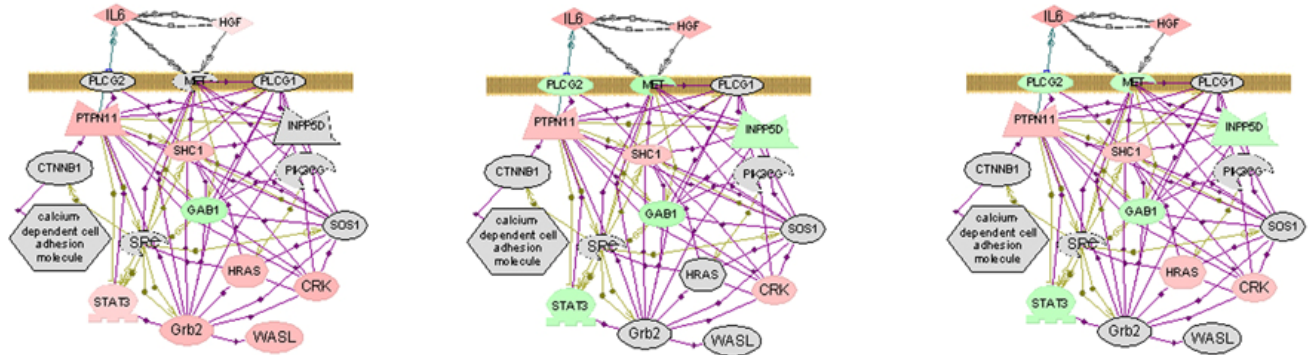 IL6
HGF
PLCG2
MET
PLCG1
PTPN11
INPP5D
SHC1
CTNNB1
PIK3CG
GAB1
calcium-
dependent cell
adhesion
molecule
SRC
SOS1
HRAS
CRK
STAT3
Grb2
WASL
IL6
HGF
PLCG2
MET
PLCG1
PTPN11
INPP5D
SHC1
CTNNB1
PIK3CG
GAB1
calcium-
dependent cell
adhesion
molecule
SRC
SOS1
HRAS
CRK
STAT3
Grb2
WASL
IL6
HGF
PLCG2
MET
PLCG1
PTPN11
INPP5D
SHC1
CTNNB1
PIK3CG
GAB1
calcium-
dependent cell
adhesion
molecule
SRC
SOS1
HRAS
CRK
STAT3
Grb2
WASL